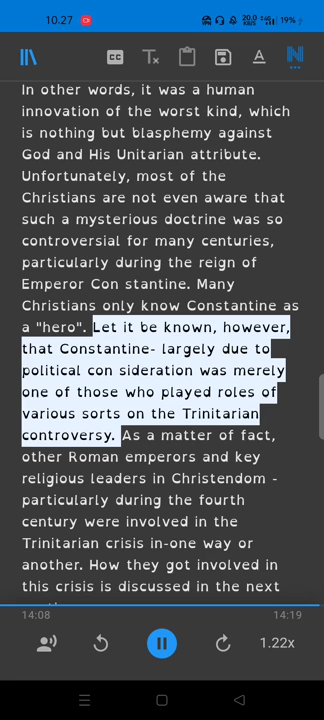 10.27
20.0
KB/S
19%
CC
T×
A
N
In other words, it was a human
innovation of the worst kind, which
is nothing but blasphemy against
God and His Unitarian attribute.
Unfortunately, most of the
Christians are not even aware that
such a mysterious doctrine was so
controversial for many centuries,
particularly during the reign of
Emperor Con stantine. Many
Christians only know Constantine as
a "hero". Let it be known, however,
that Constantine- largely due to
political con sideration was merely
one of those who played roles of
various sorts on the Trinitarian
controversy. As a matter of fact,
other Roman emperors and key
religious leaders in Christendom -
particularly during the fourth
century were involved in the
Trinitarian crisis in-one way or
another. How they got involved in
this crisis is discussed in the next
14:08
14:19
1.22x